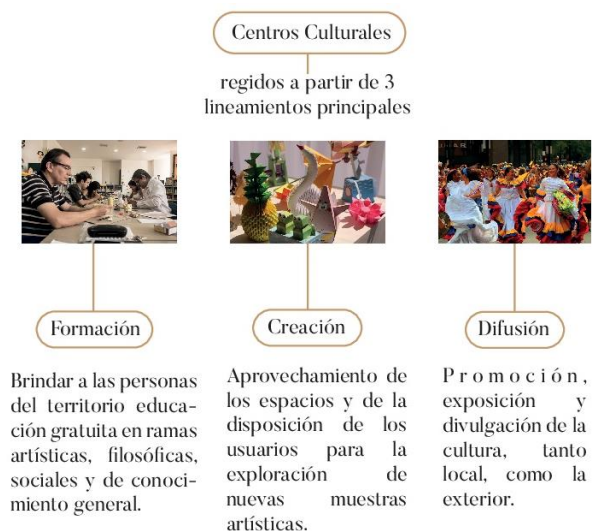 Centros Culturales
regidos a partir de 3
lineamientos principales
Formación
Brindar a las personas
del territorio educa-
ción gratuita en ramas
artísticas, filosóficas,
sociales y de conoci-
miento general.
Creación
Aprovechamiento de
los espacios y de la
disposición de los
usuarios para la
exploración de
nuevas muestras
artísticas.
Difusión
Promoción,
exposición y
divulgación de la
cultura, tanto
local, como la
exterior.